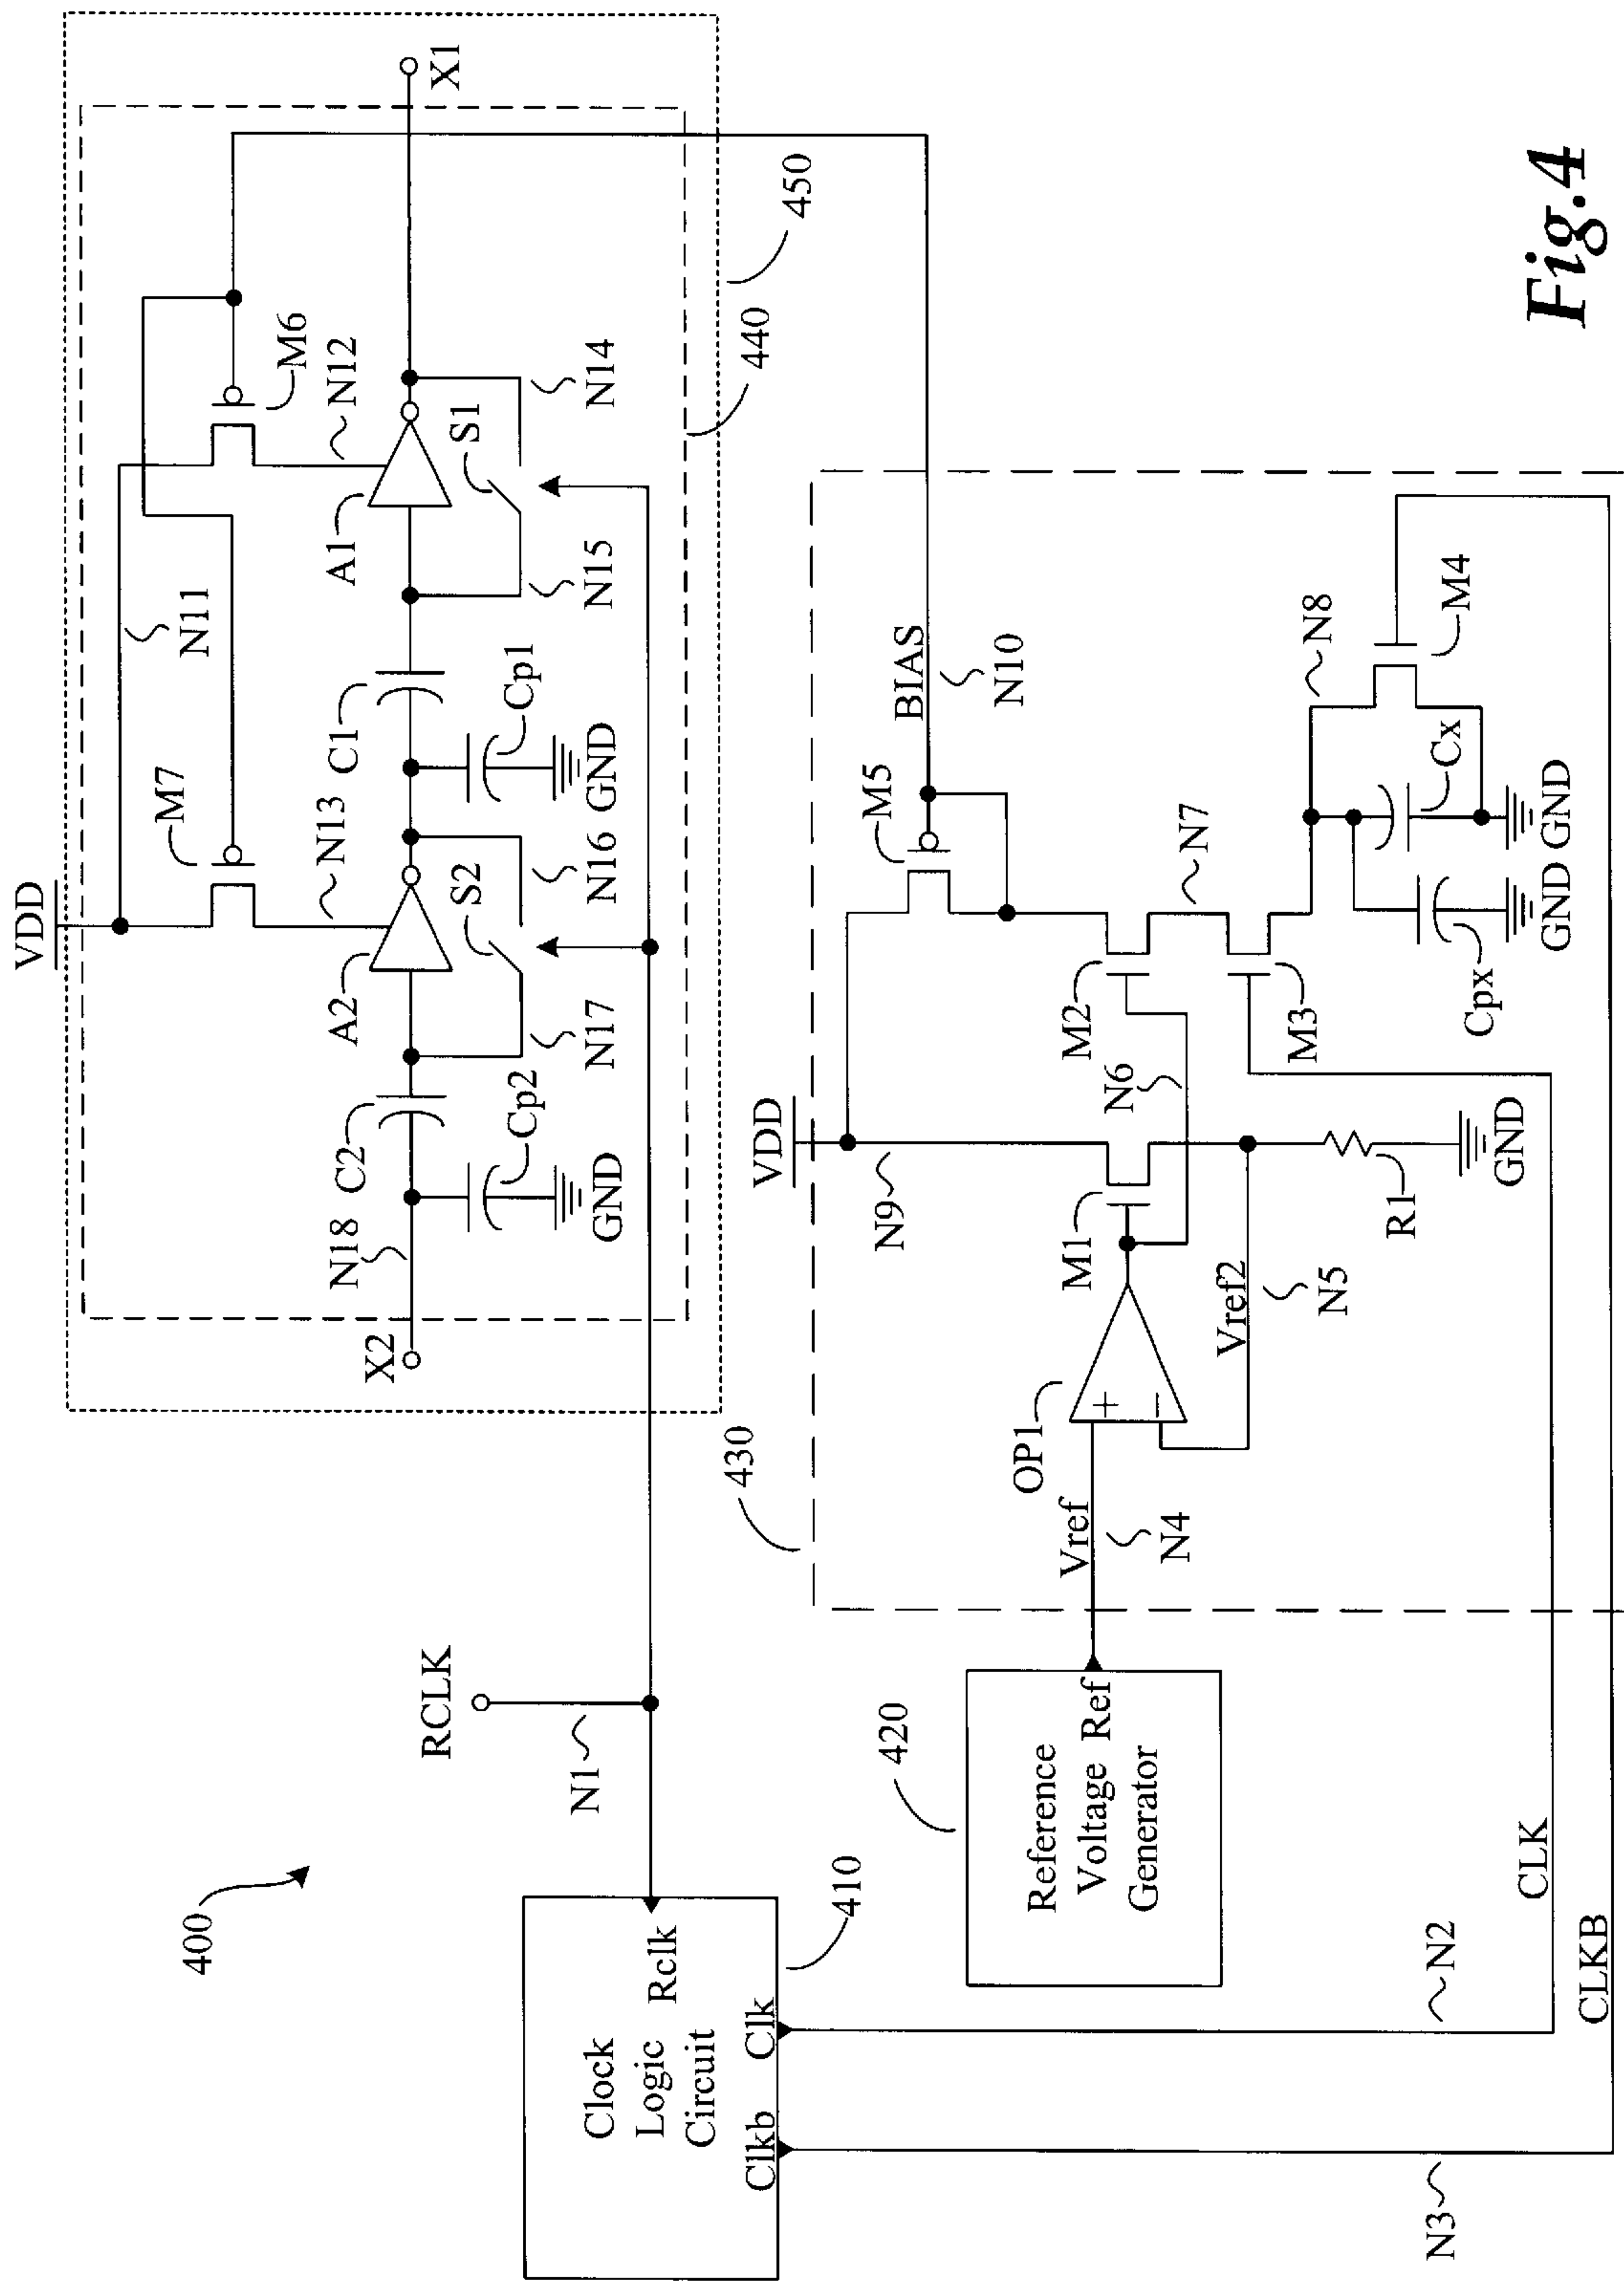 400
RCLK
N1
Clock
Logic
Circuit
Rclk
Clkb
Clk
410
420
Reference
Voltage
Generator
Ref
N3
N2
CLKB
CLK
VDD
X2
N18
C2
Cp2
GND
A2
N17
S2
N16
N13
M7
N11
C1
Cp1
GND
A1
N15
S1
N14
N12
M6
X1
440
450
430
Vref
N4
OP1
Vref2
N5
VDD
N9
M1
R1
GND
N6
M2
M3
N7
M5
BIAS
N10
Cpx
GND
Cx
GND
N8
M4
Fig.4